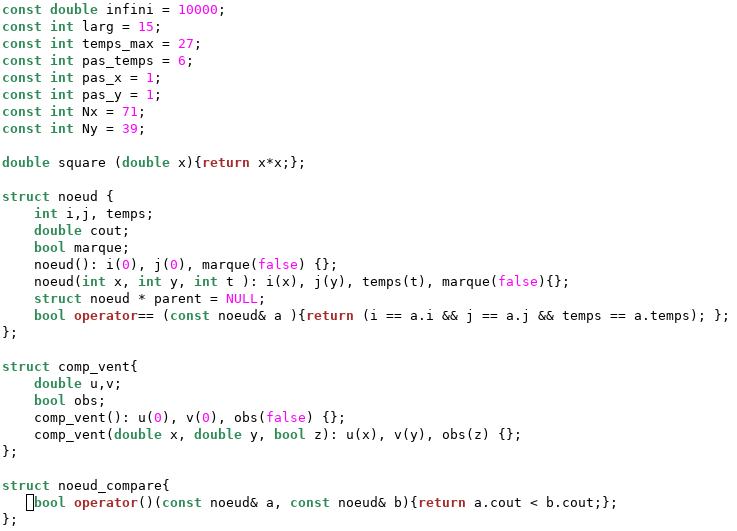 const double infini = 10000;
const int larg = 15;
const int temps_max = 27;
const int pas_temps = 6;
const int pas_x = 1;
const int pas_y = 1;
const int Nx = 71;
const int Ny = 39;

double square (double x){return x*x;};

struct noeud {
    int i,j, temps;
    double cout;
    bool marque;
    noeud(): i(0), j(0), marque(false) {};
    noeud(int x, int y, int t ): i(x), j(y), temps(t), marque(false){};
    struct noeud * parent = NULL;
    bool operator== (const noeud& a ){return (i == a.i && j == a.j && temps == a.temps); };
};

struct comp_vent{
    double u,v;
    bool obs;
    comp_vent(): u(0), v(0), obs(false) {};
    comp_vent(double x, double y, bool z): u(x), v(y), obs(z) {};
};

struct noeud_compare{
    bool operator()(const noeud& a, const noeud& b){return a.cout < b.cout;};
};